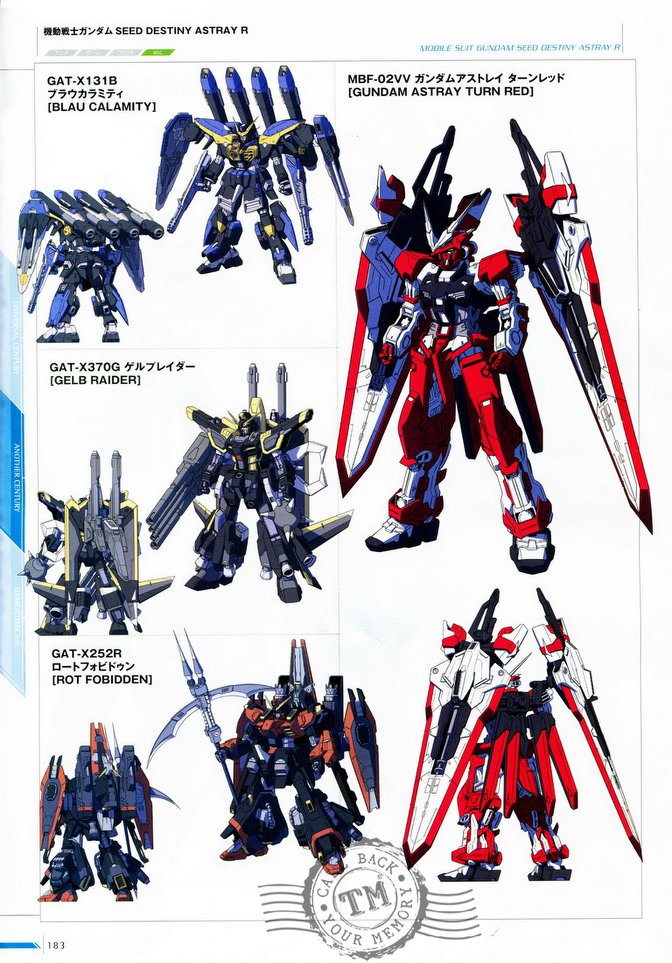 機動戦士ガンダム SEED DESTINY ASTRAY R
etc.
MOBILE SUIT GUNDAM SEED DESTINY ASTRAY R
GAT-X131B
ブラウカラミティ
[BLAU CALAMITY]
MBF-02VV ガンダムアストレイ ターンレッド
[GUNDAM ASTRAY TURN RED]
GAT-X370G ゲルプレイダー
[GELB RAIDER]
GAT-X252R
ロートフォビドゥン
[ROT FOBIDDEN]
UNIVERSAL CENTURY
ANOTHER CENTURY
CALL BACK
TM
YOUR MEMORY
183